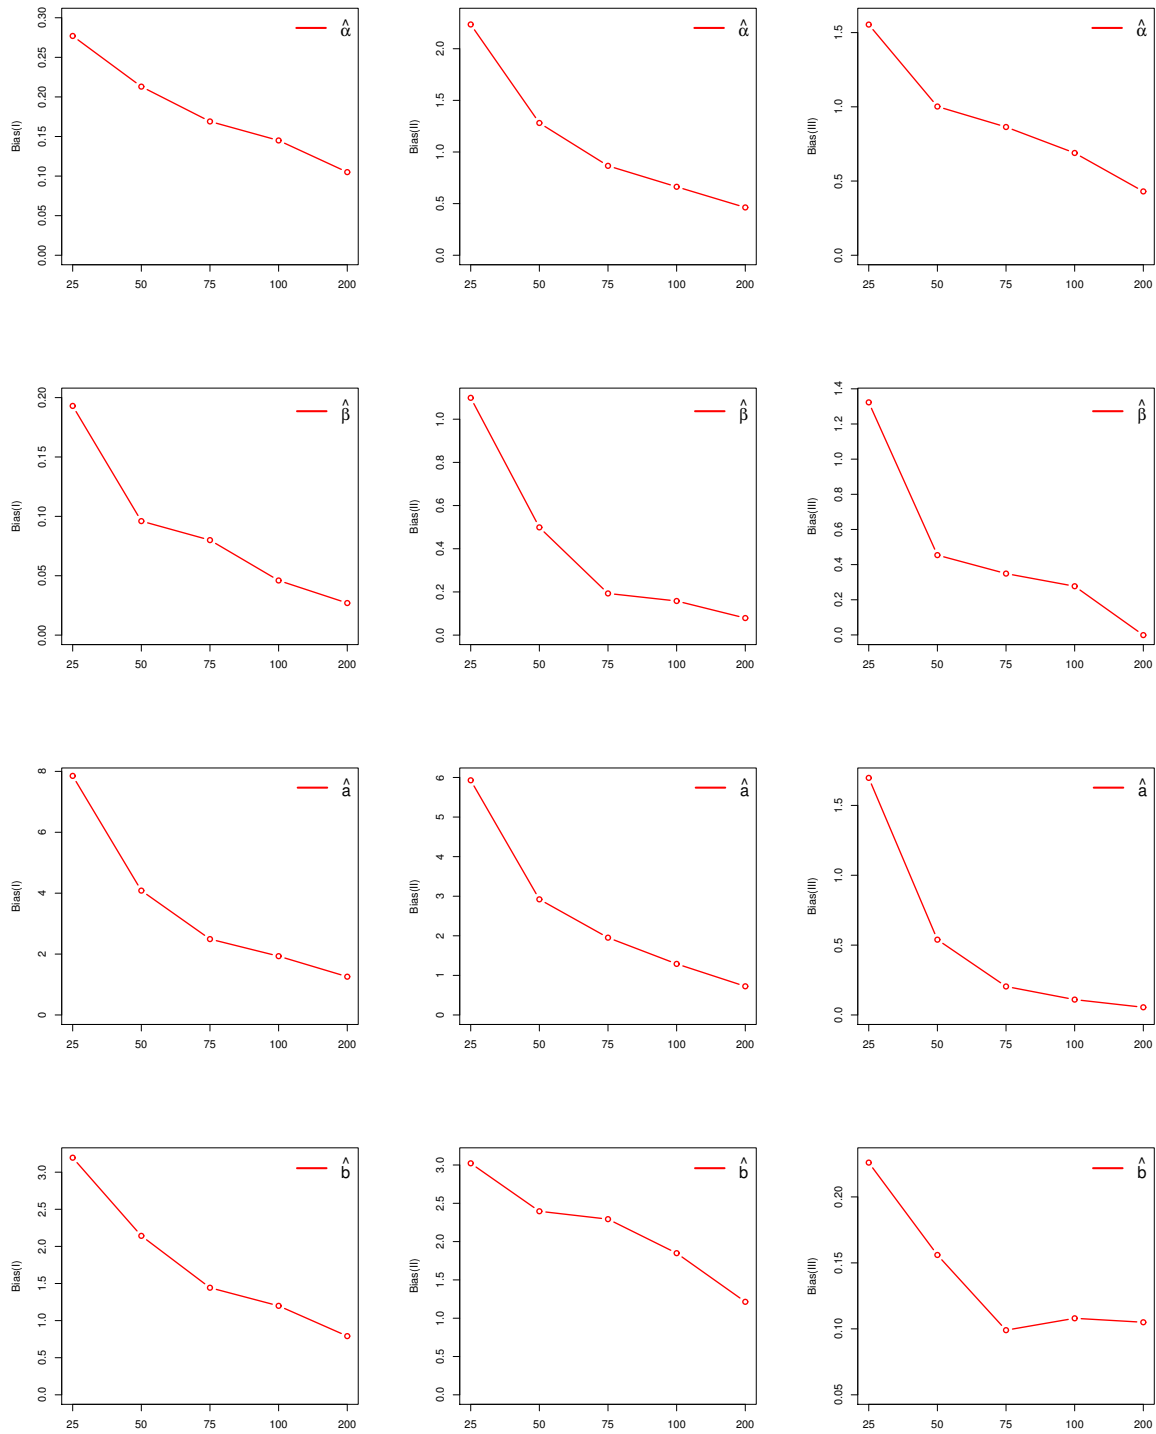 Bias(I)
0.00 0.05 0.10 0.15 0.20 0.25 0.30
α̂
25 50 75 100 200
Bias(II)
0.0 0.5 1.0 1.5 2.0
α̂
25 50 75 100 200
Bias(III)
0.0 0.5 1.0 1.5
α̂
25 50 75 100 200
Bias(I)
0.00 0.05 0.10 0.15 0.20
β̂
25 50 75 100 200
Bias(II)
0.0 0.2 0.4 0.6 0.8 1.0
β̂
25 50 75 100 200
Bias(III)
0.0 0.2 0.4 0.6 0.8 1.0 1.2 1.4
β̂
25 50 75 100 200
Bias(I)
0 2 4 6 8
â
25 50 75 100 200
Bias(II)
0 1 2 3 4 5 6
â
25 50 75 100 200
Bias(III)
0.0 0.5 1.0 1.5
â
25 50 75 100 200
Bias(I)
0.0 0.5 1.0 1.5 2.0 2.5 3.0
b̂
25 50 75 100 200
Bias(II)
0.0 0.5 1.0 1.5 2.0 2.5 3.0
b̂
25 50 75 100 200
Bias(III)
0.05 0.10 0.15 0.20
b̂
25 50 75 100 200